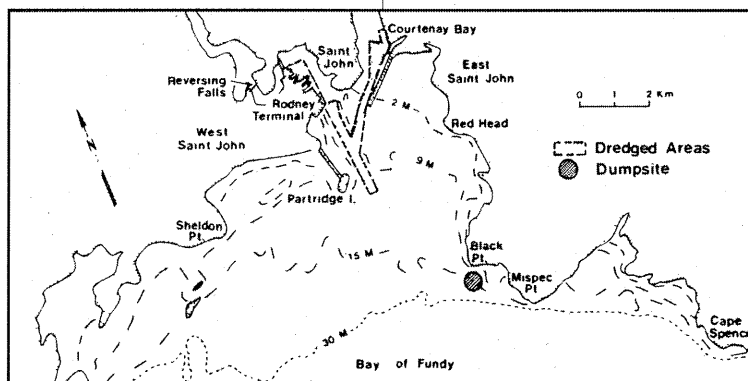 Courtenay Bay
Saint
John
East
Saint John
Reversing
Falls
Rodney
Terminal
2 M
0 1 2 Km
West
Saint John
Red Head
N
Dredged Areas
9 M
Dumpsite
Partridge I.
Sheldon
Pt.
Black
Pt.
15 M
Mispec
Pt
Cape
Spence
30 M
Bay of Fundy